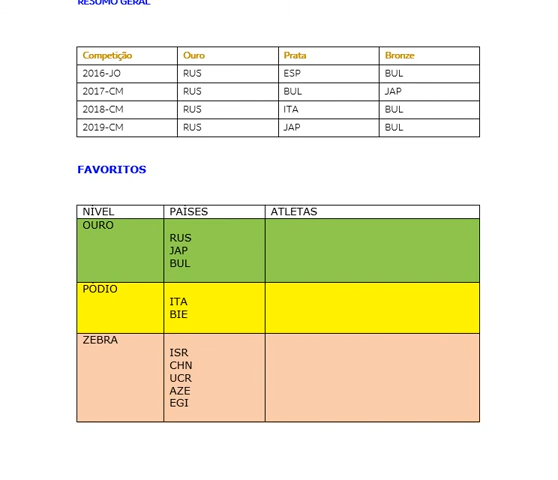 RESUMO GERAL
Competição Ouro Prata Bronze
2016-JO RUS ESP BUL
2017-CM RUS BUL JAP
2018-CM RUS ITA BUL
2019-CM RUS JAP BUL
FAVORITOS
NÍVEL PAÍSES ATLETAS
OURO
RUS
JAP
BUL
PÓDIO
ITA
BIE
ZEBRA
ISR
CHN
UCR
AZE
EGI